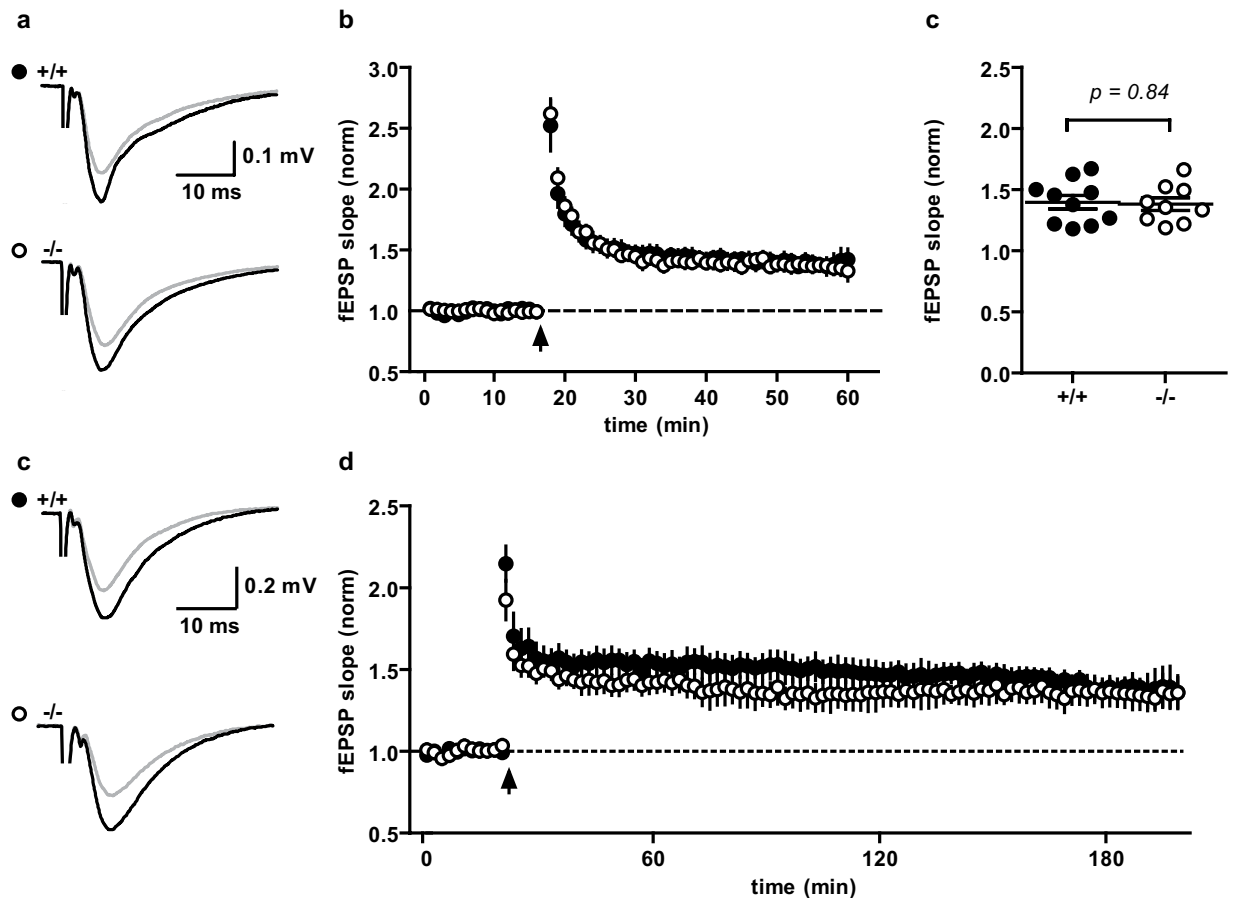 a
+/+
0.1 mV
10 ms
-/-
b
fEPSP slope (norm)
3.0
2.5
2.0
1.5
1.0
0.5
0 10 20 30 40 50 60
time (min)
c
fEPSP slope (norm)
2.5
2.0
1.5
1.0
0.5
0.0
p = 0.84
+/+ -/-
c
+/+
0.2 mV
10 ms
-/-
d
fEPSP slope (norm)
2.5
2.0
1.5
1.0
0.5
0 60 120 180
time (min)